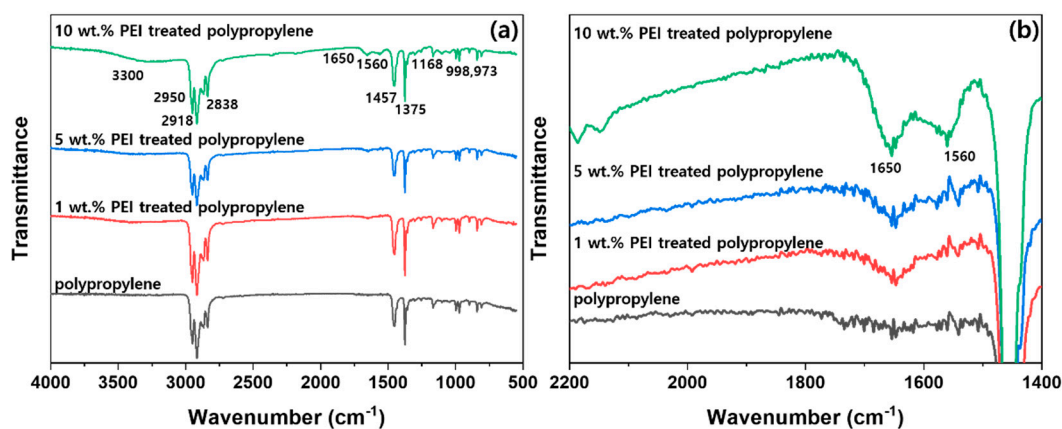 (a)
10 wt.% PEI treated polypropylene
3300
1650
1560
1168
998,973
2950
2838
2918
1457
1375
5 wt.% PEI treated polypropylene
1 wt.% PEI treated polypropylene
polypropylene
Transmittance
4000 3500 3000 2500 2000 1500 1000 500
Wavenumber (cm-1)
(b)
10 wt.% PEI treated polypropylene
1650
1560
5 wt.% PEI treated polypropylene
1 wt.% PEI treated polypropylene
polypropylene
Transmittance
2200 2000 1800 1600 1400
Wavenumber (cm-1)